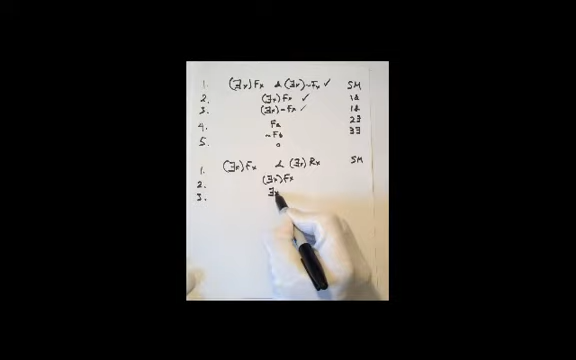 1. (∃x)Fx & (∃x)~Fx ✓ SM
2. (∃x)Fx ✓ 1&
3. (∃x)~Fx ✓ 1&
4. Fa 2∃
5. ~Fb 3∃
o
1. (∃x)Fx & (∃x)Rx SM
2. (∃x)Fx
3. ∃x